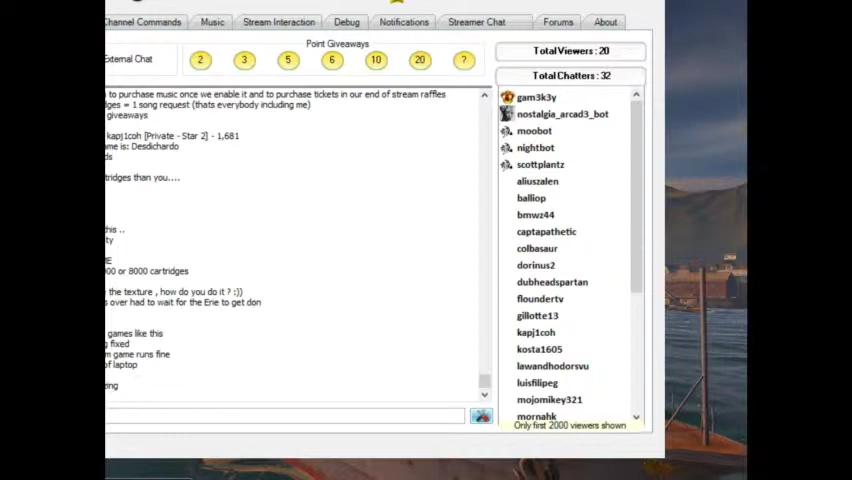 Channel Commands
Music
Stream Interaction
Debug
Notifications
Streamer Chat
Forums
About
External Chat
Point Giveaways
2
3
5
6
10
20
?
Total Viewers : 20
Total Chatters : 32
n to purchase music once we enable it and to purchase tickets in our end of stream raffles
dges = 1 song request (thats everybody including me)
giveaways
kapj1coh [Private - Star 2] - 1,681
me is: Desdichardo
ds
rtridges than you....
this ..
ty
ME
000 or 8000 cartridges
e the texture , how do you do it ? :))
s over had to wait for the Erie to get don
games like this
g fixed
m game runs fine
of laptop
zing
gam3k3y
nostalgia_arcad3_bot
moobot
nightbot
scottplantz
aliuszalen
balliop
bmwz44
captapathetic
colbasaur
dorinus2
dubheadspartan
floundertv
gillotte13
kapj1coh
kosta1605
lawandhodorsvu
luisfilipeg
mojomikey321
mornahk
Only first 2000 viewers shown